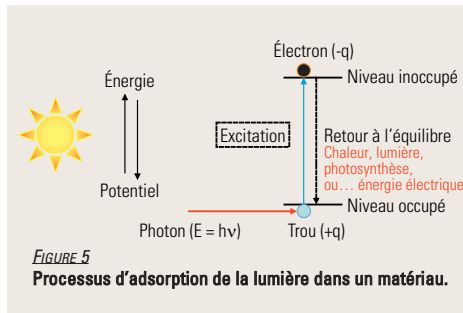 Électron (-q)
Énergie
Niveau inoccupé
Excitation
Retour à l'équilibre
Chaleur, lumière,
photosynthèse,
ou... énergie électrique
Potentiel
Niveau occupé
Photon (E = hν)
Trou (+q)
FIGURE 5
Processus d'adsorption de la lumière dans un matériau.